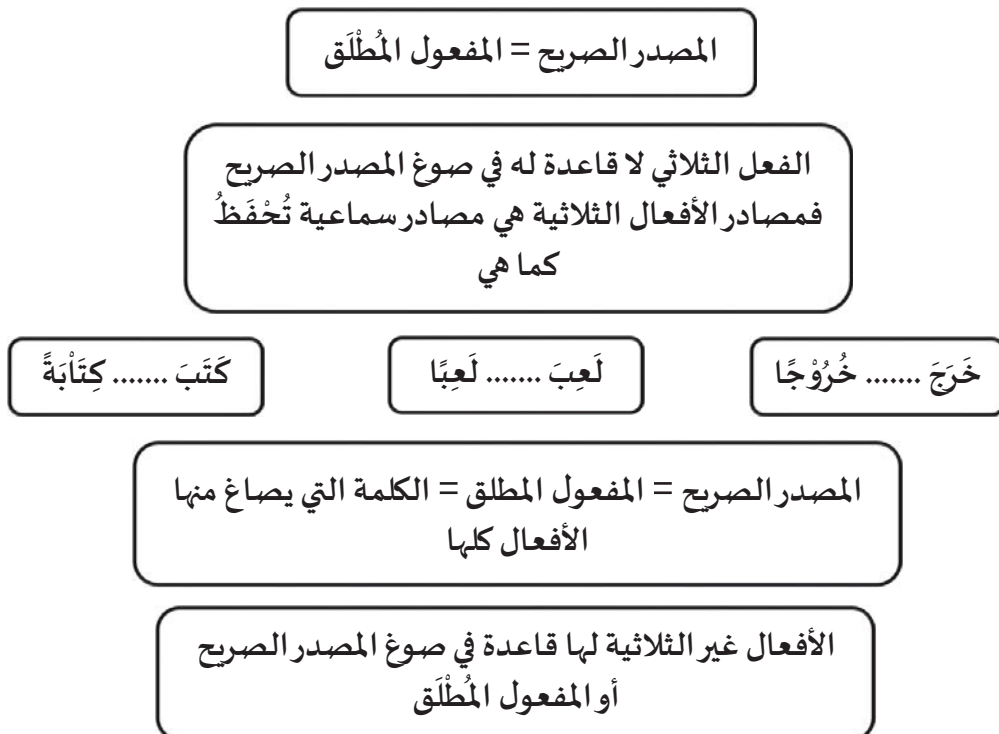 المصدر الصريح = المفعول المُطْلَق
الفعل الثلاثي لا قاعدة له في صوغ المصدر الصريح
فمصادر الأفعال الثلاثية هي مصادر سماعية تُحْفَظُ
كما هي
خَرَجَ ....... خُرُوْجًا
لَعِبَ ....... لَعِبًا
كَتَبَ ....... كِتَاْبَةً
المصدر الصريح = المفعول المطلق = الكلمة التي يصاغ منها
الأفعال كلها
الأفعال غير الثلاثية لها قاعدة في صوغ المصدر الصريح
أو المفعول المُطْلَق